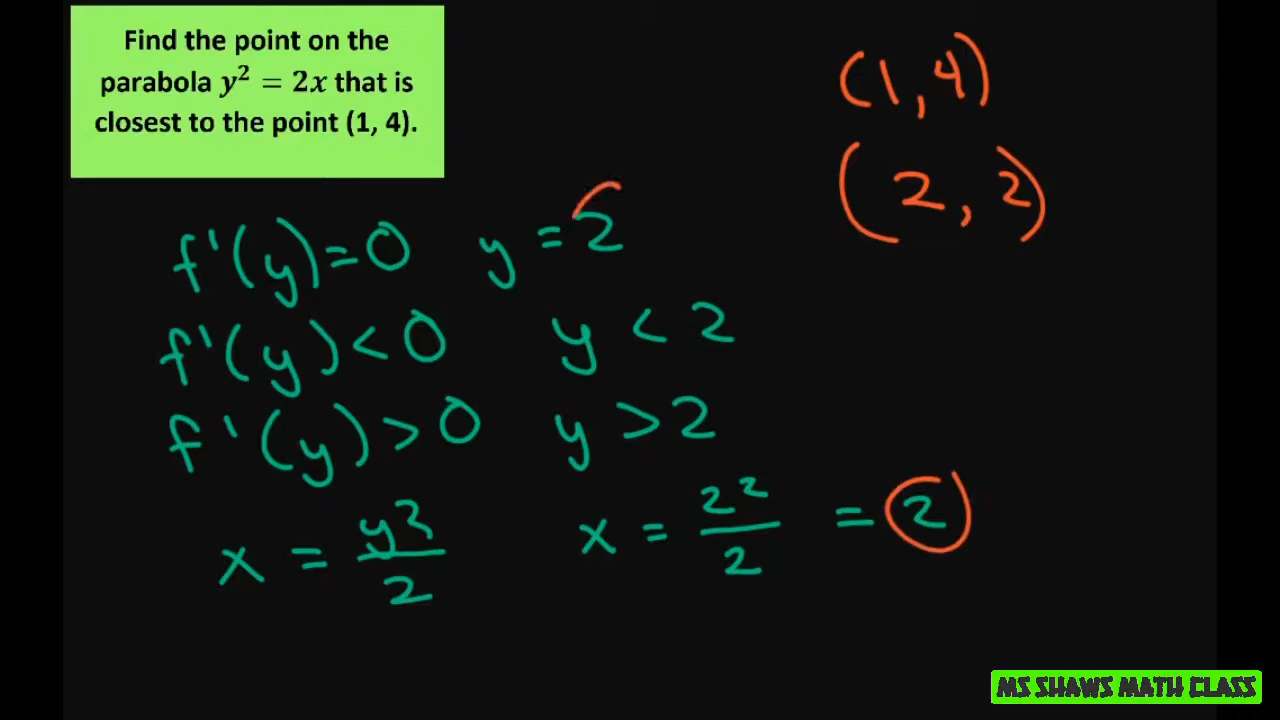 Find the point on the
parabola y² = 2x that is
closest to the point (1, 4).
(1, 4)
(2, 2)
f'(y) = 0 y = 2
f'(y) < 0 y < 2
f'(y) > 0 y > 2
x = y²/2 x = 2²/2 = 2
MS SHAWS MATH CLASS